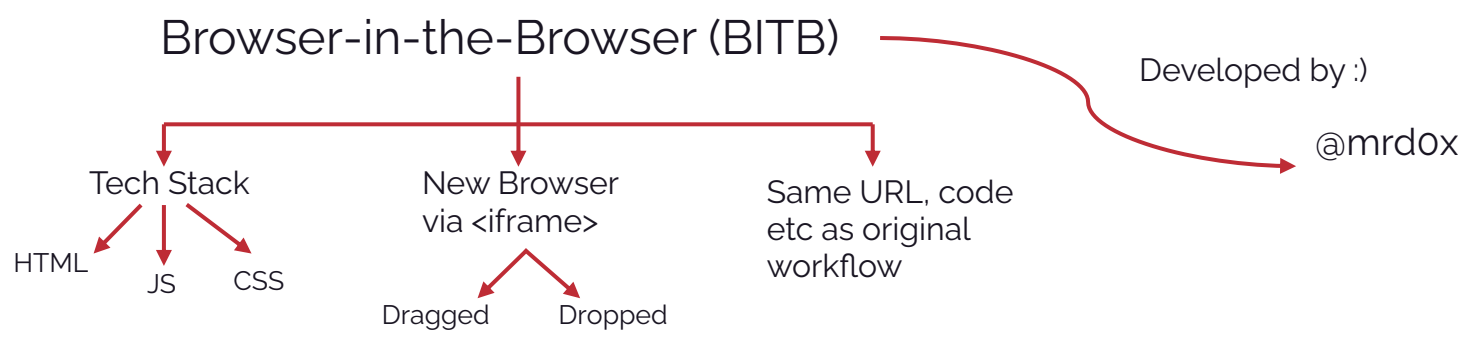 Browser-in-the-Browser (BITB)
Developed by :)
@mrd0x
Tech Stack
HTML
JS
CSS
New Browser
via <iframe>
Dragged
Dropped
Same URL, code
etc as original
workflow